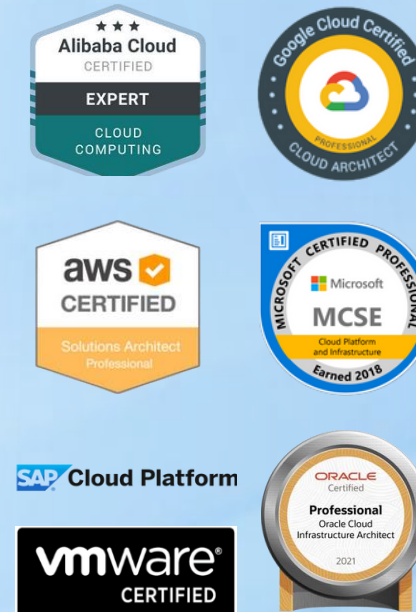 Alibaba Cloud
CERTIFIED
EXPERT
CLOUD
COMPUTING
Google Cloud Certified
PROFESSIONAL
CLOUD ARCHITECT
aws
CERTIFIED
Solutions Architect
Professional
MICROSOFT CERTIFIED PROFESSIONAL
Microsoft
MCSE
Cloud Platform
and Infrastructure
Earned 2018
SAP Cloud Platform
vmware®
CERTIFIED
ORACLE
Certified
Professional
Oracle Cloud
Infrastructure Architect
2021